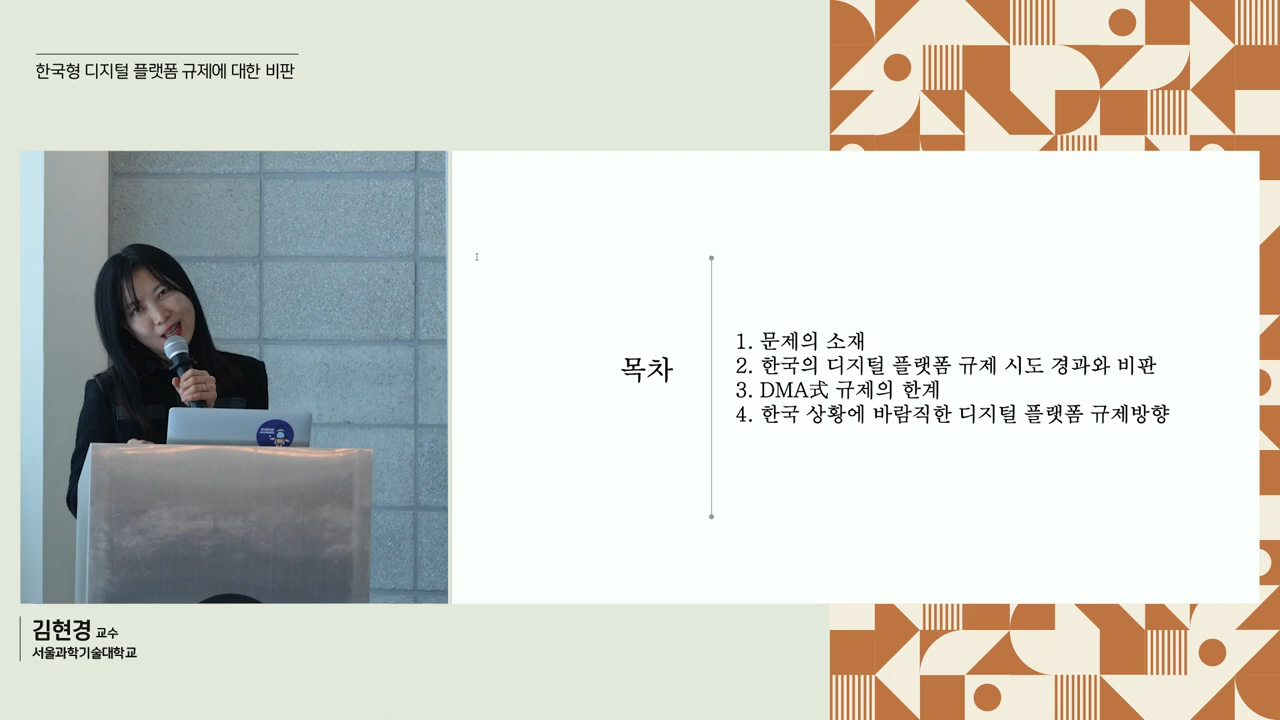 한국형 디지털 플랫폼 규제에 대한 비판
목차
1. 문제의 소재
2. 한국의 디지털 플랫폼 규제 시도 경과와 비판
3. DMA式 규제의 한계
4. 한국 상황에 바람직한 디지털 플랫폼 규제방향
김현경 교수
서울과학기술대학교